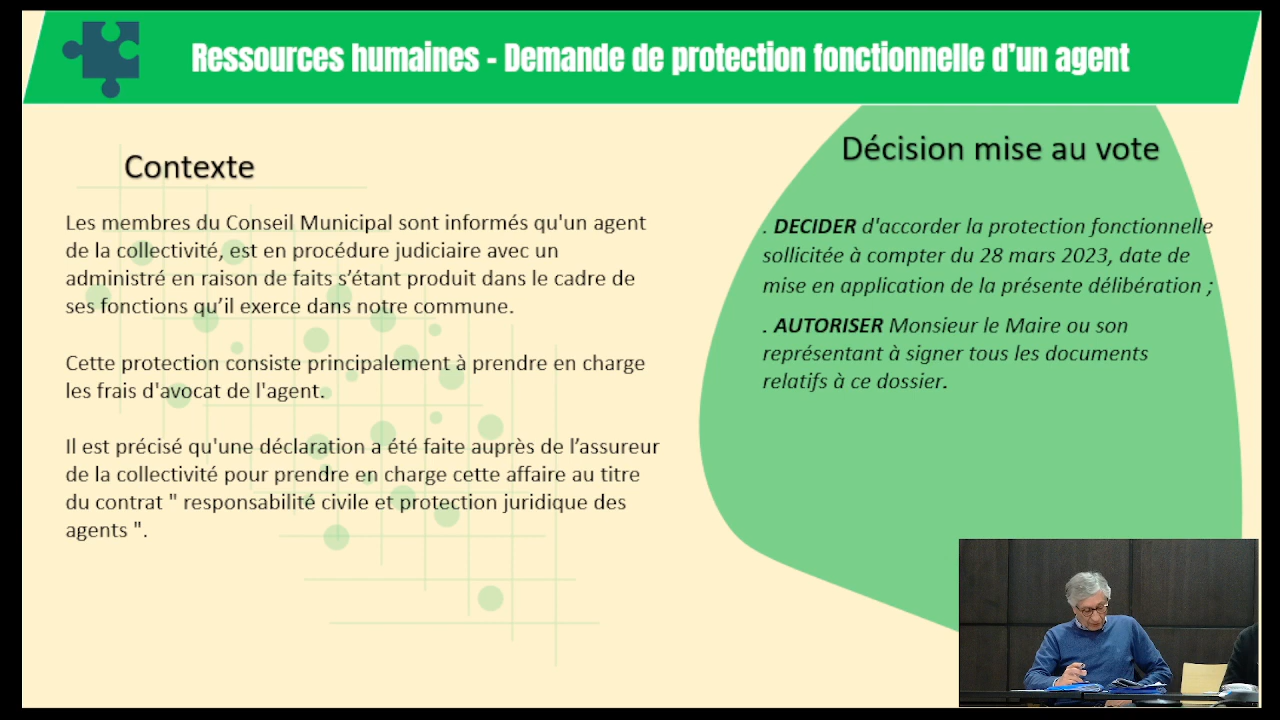 Ressources humaines - Demande de protection fonctionnelle d’un agent
Contexte
Les membres du Conseil Municipal sont informés qu'un agent
de la collectivité, est en procédure judiciaire avec un
administré en raison de faits s’étant produit dans le cadre de
ses fonctions qu’il exerce dans notre commune.
Cette protection consiste principalement à prendre en charge
les frais d'avocat de l'agent.
Il est précisé qu'une déclaration a été faite auprès de l’assureur
de la collectivité pour prendre en charge cette affaire au titre
du contrat " responsabilité civile et protection juridique des
agents ".
Décision mise au vote
. DECIDER d'accorder la protection fonctionnelle
sollicitée à compter du 28 mars 2023, date de
mise en application de la présente délibération ;
. AUTORISER Monsieur le Maire ou son
représentant à signer tous les documents
relatifs à ce dossier.